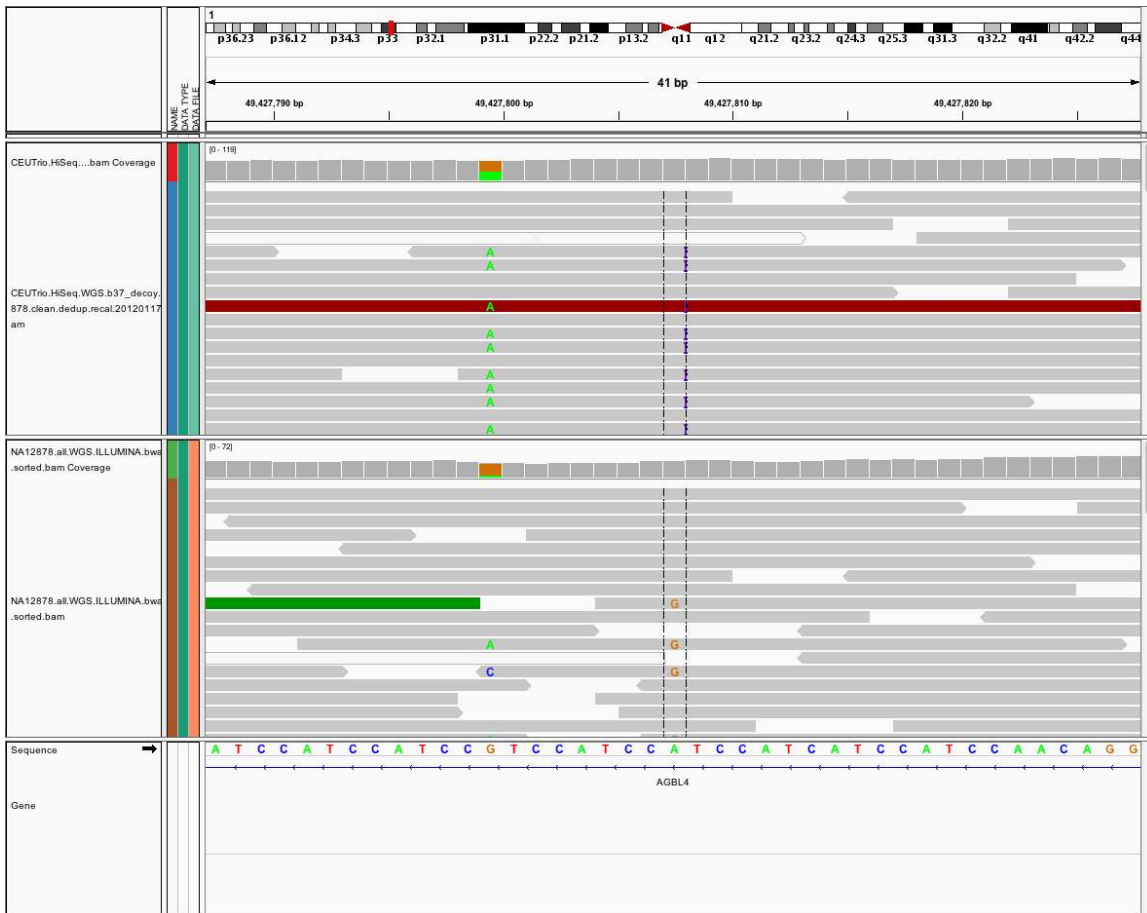 1
p36.23 p36.12 p34.3 p33 p32.1 p31.1 p22.2 p21.2 p13.2 q11 q12 q21.2 q23.2 q24.3 q25.3 q31.3 q32.2 q41 q42.2 q44
41 bp
49,427,790 bp 49,427,800 bp 49,427,810 bp 49,427,820 bp
NAME
DATA TYPE
DATA FILE
CEUTrio.HiSeq....bam Coverage
[0 - 119]
A
A
CEUTrio.HiSeq.WGS.b37_decoy.
878.clean.dedup.recal.20120117
am
A
A
A
A
A
A
A
NA12878.all.WGS.ILLUMINA.bwa
.sorted.bam Coverage
[0 - 72]
NA12878.all.WGS.ILLUMINA.bwa
.sorted.bam
G
A G
C G
Sequence
A T C C A T C C A T C C G T C C A T C C A T C C A T C A T C C A T C C A A C A G G
AGBL4
Gene